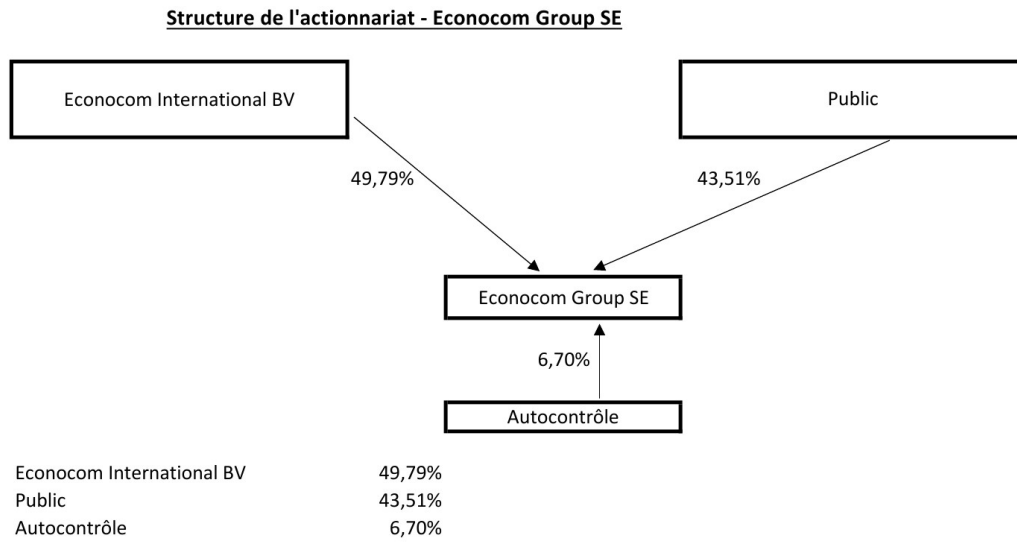 Structure de l'actionnariat - Econocom Group SE
Econocom International BV
Public
49,79%
43,51%
Econocom Group SE
6,70%
Autocontrôle
Econocom International BV 49,79%
Public 43,51%
Autocontrôle 6,70%